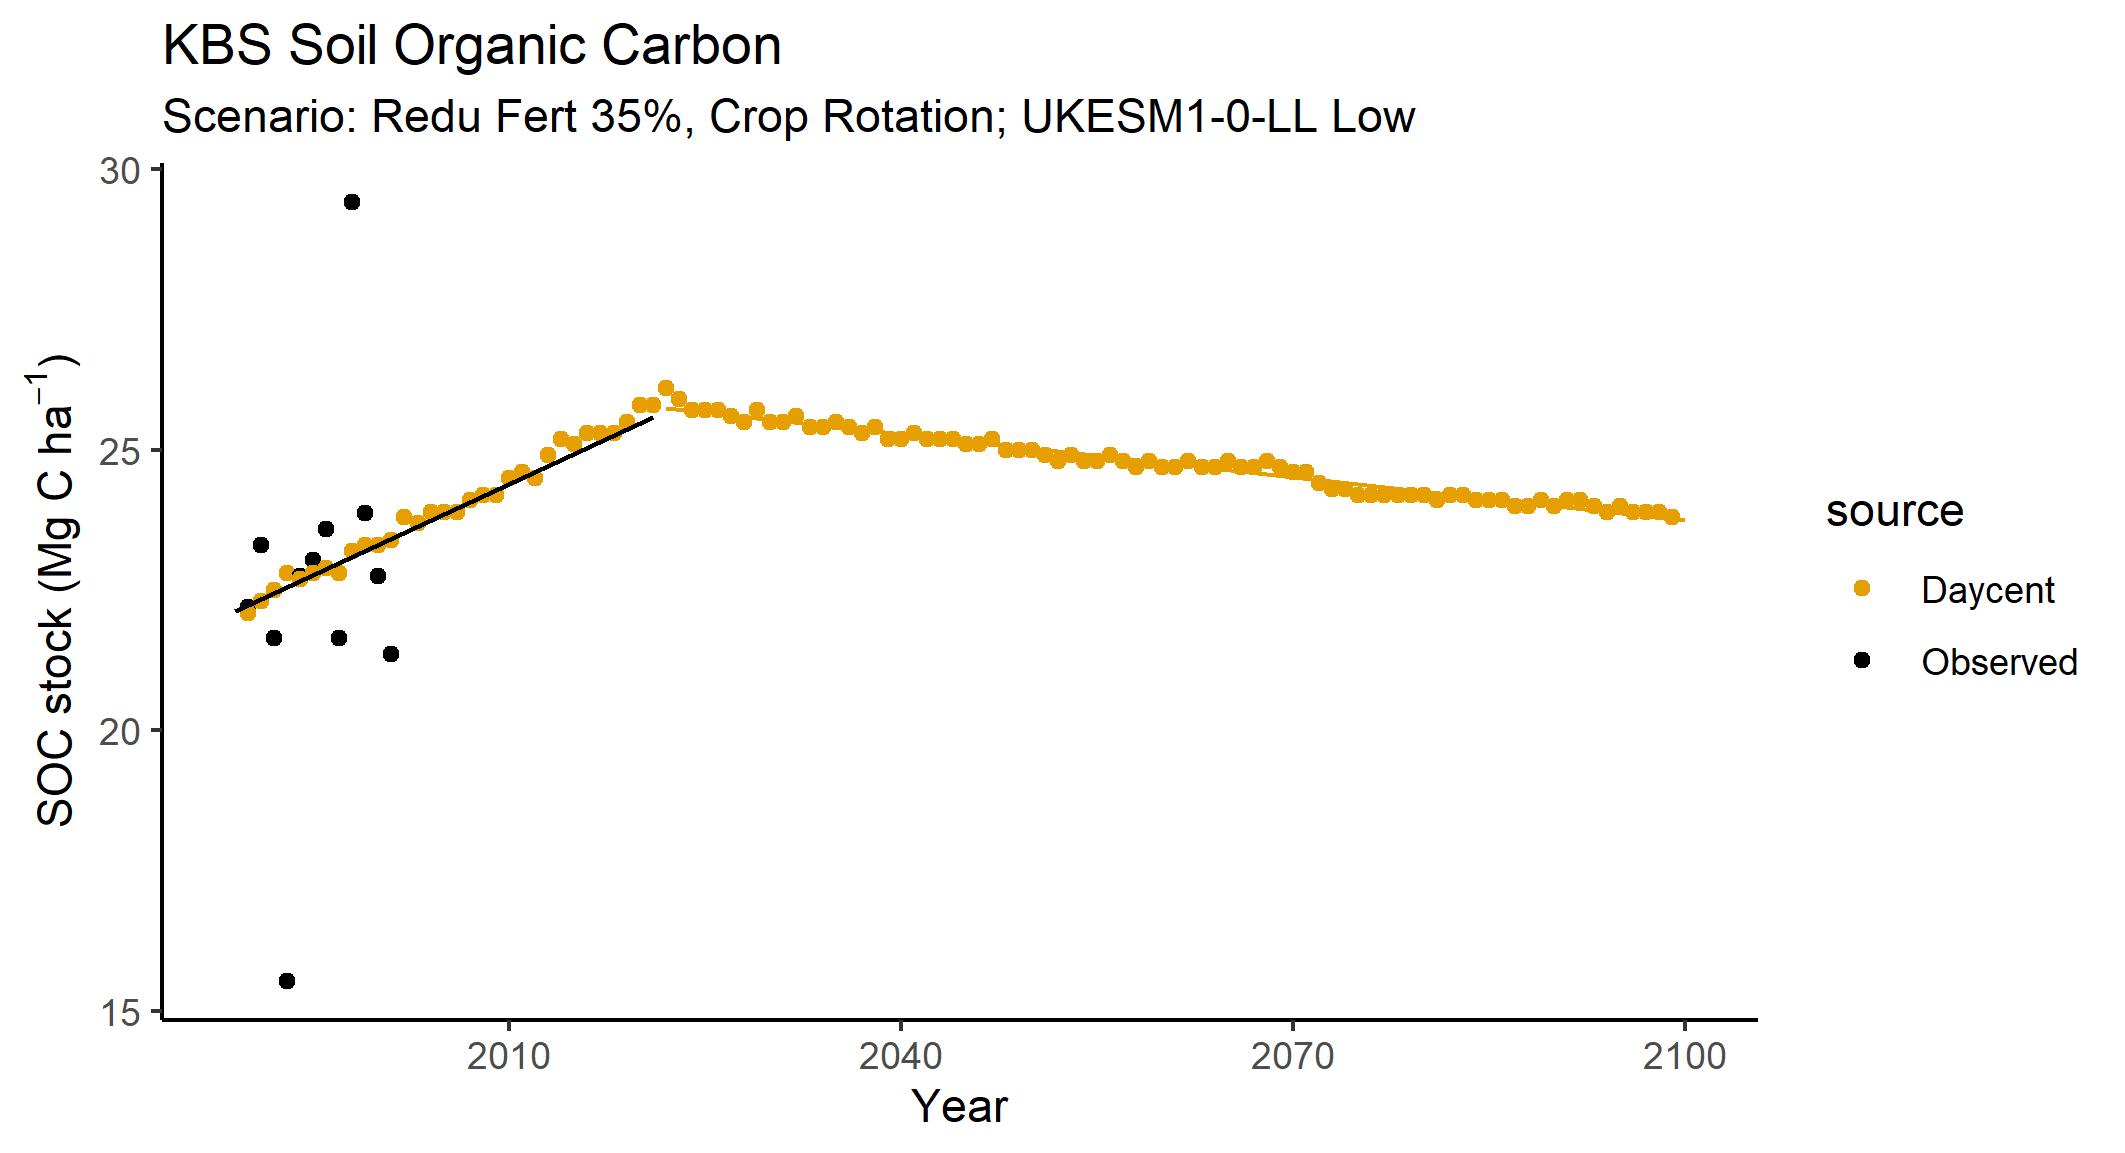 KBS Soil Organic Carbon
Scenario: Redu Fert 35%, Crop Rotation; UKESM1-0-LL Low
30
25
20
15
SOC stock (Mg C ha⁻¹)
2010 2040 2070 2100
Year
source
Daycent
Observed